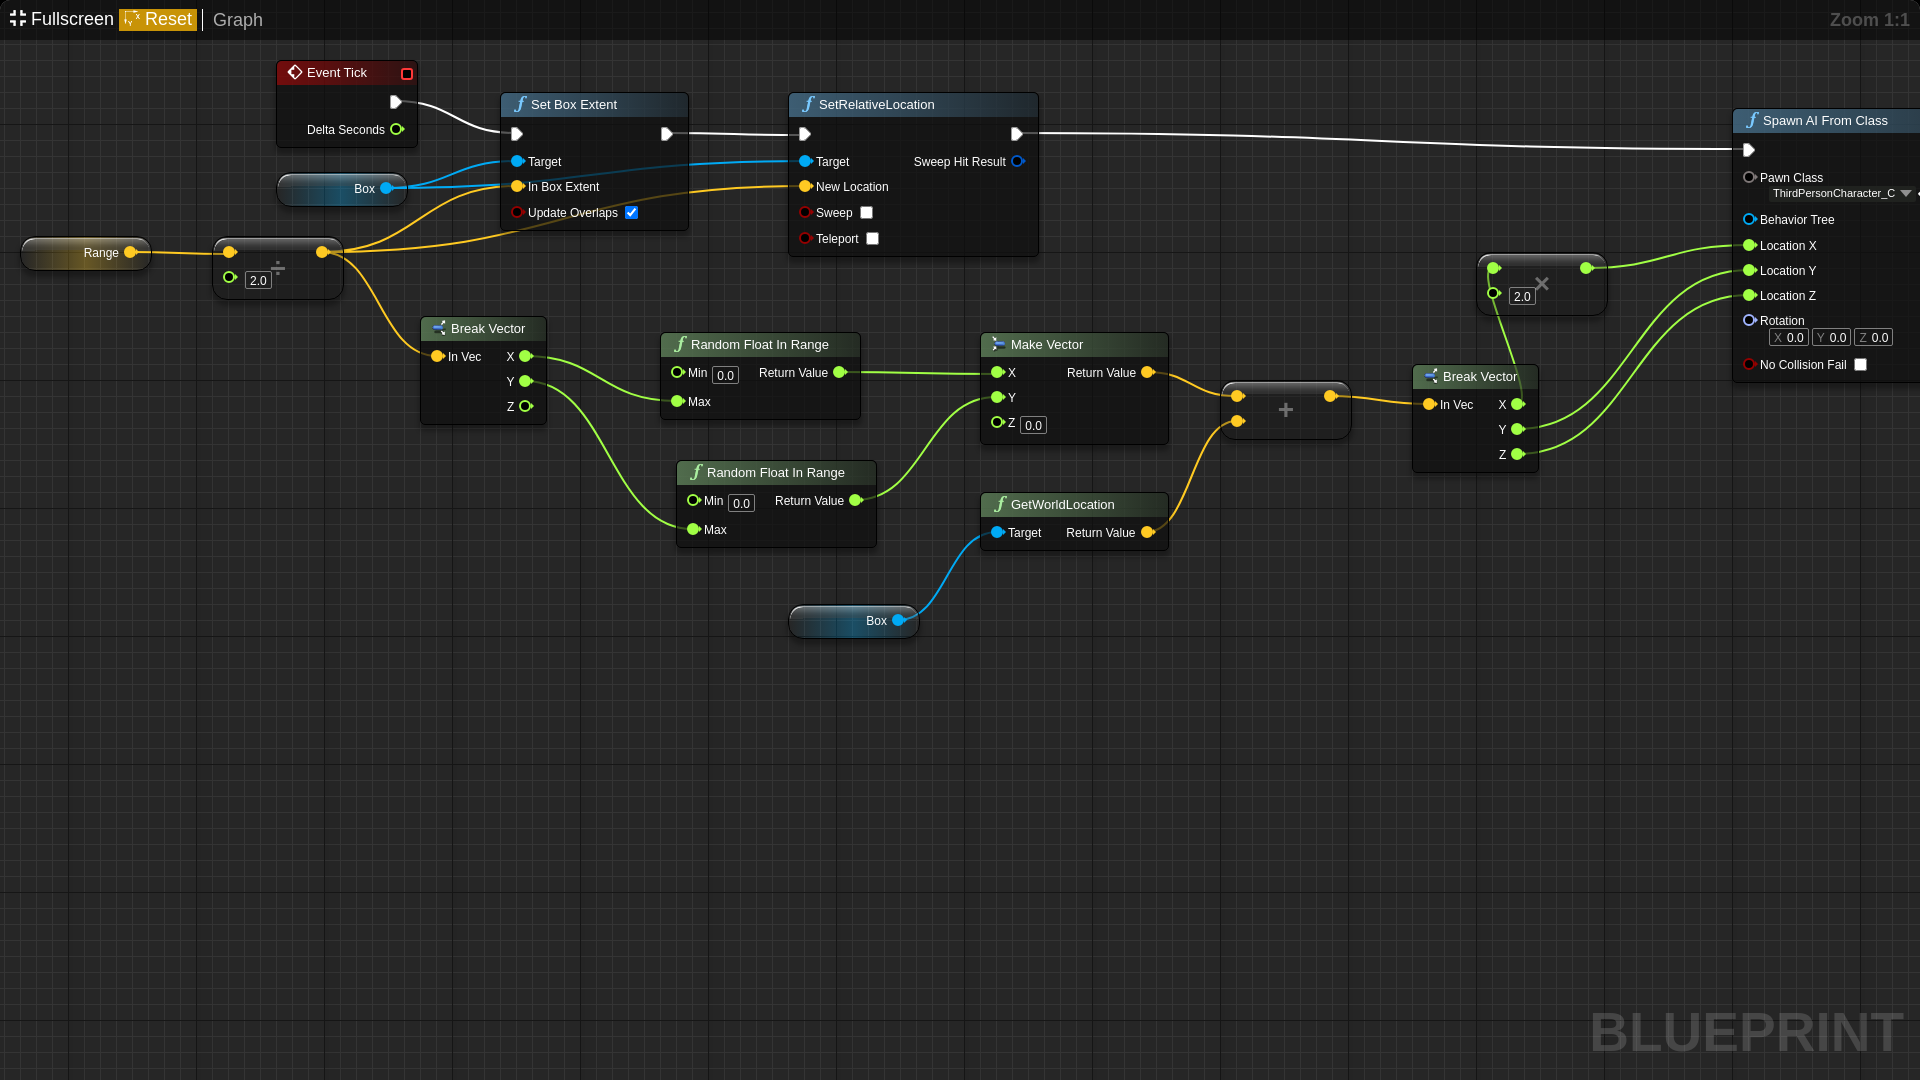 Fullscreen Reset Graph Zoom 1:1
Event Tick
Delta Seconds
Box
Range
÷
2.0
Set Box Extent
Target
In Box Extent
Update Overlaps
SetRelativeLocation
Target Sweep Hit Result
New Location
Sweep
Teleport
Break Vector
In Vec X
Y
Z
Random Float In Range
Min 0.0 Return Value
Max
Random Float In Range
Min 0.0 Return Value
Max
Make Vector
X Return Value
Y
Z 0.0
GetWorldLocation
Target Return Value
Box
+
Break Vector
In Vec X
Y
Z
×
2.0
Spawn AI From Class
Pawn Class
ThirdPersonCharacter_C
Behavior Tree
Location X
Location Y
Location Z
Rotation
X 0.0 Y 0.0 Z 0.0
No Collision Fail
BLUEPRINT